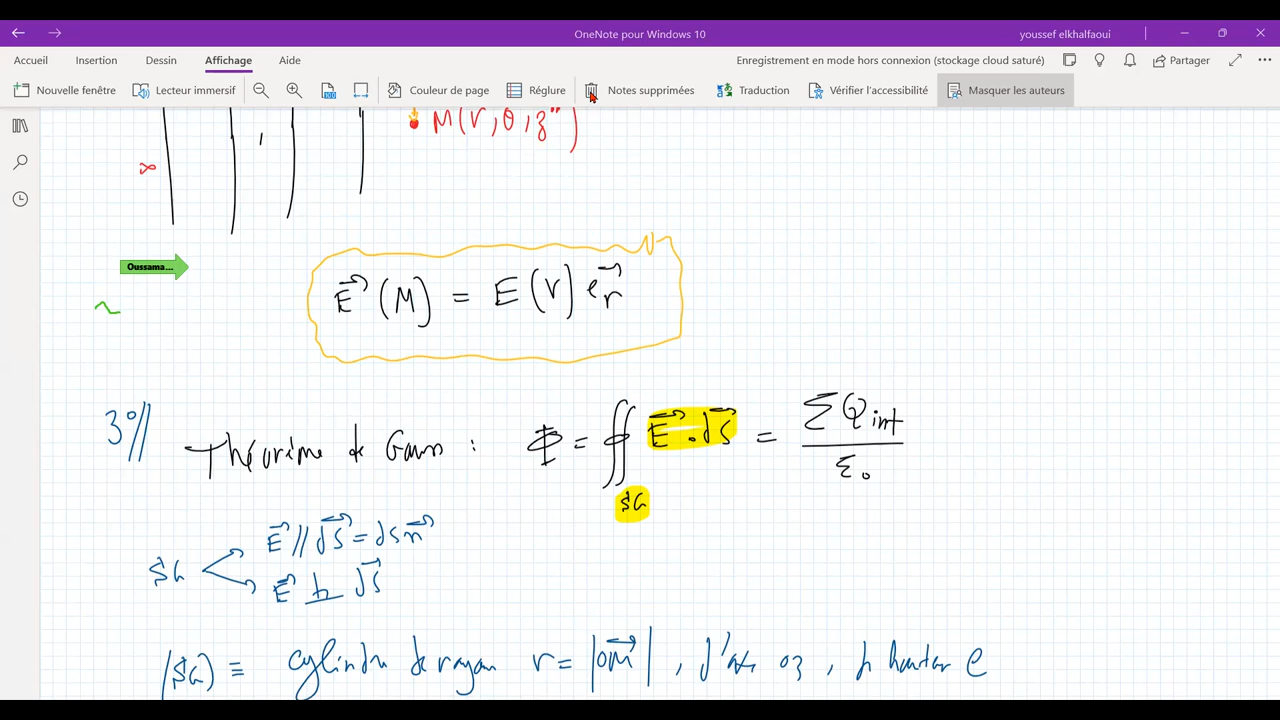 OneNote pour Windows 10
youssef elkhalfaoui
Accueil Insertion Dessin Affichage Aide
Enregistrement en mode hors connexion (stockage cloud saturé) Partager
Nouvelle fenêtre Lecteur immersif Couleur de page Réglure Notes supprimées Traduction Vérifier l'accessibilité Masquer les auteurs
M(r, θ, z)
∞
Oussama...
E⃗(M) = E(r) e⃗r
3°// Théorème de Gauss : Φ = ∯ E⃗ . dS⃗ = ΣQint / ε0
SG
E⃗ // dS⃗ = dS n⃗
SG
E⃗ ⊥ dS⃗
(SG) ≡ cylindre de rayon r = |OM⃗| , d'axe oz , hauteur l